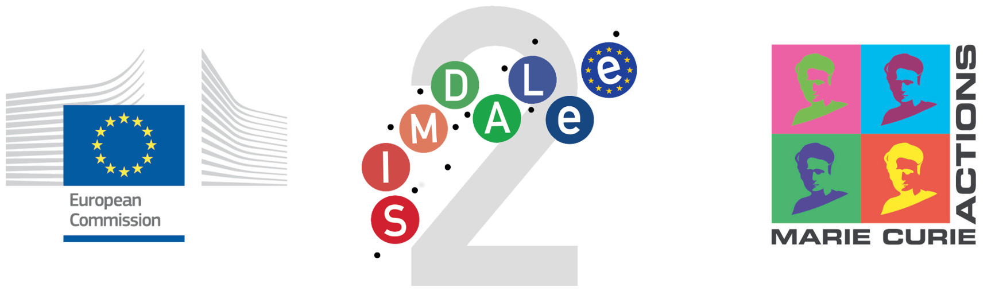 European
Commission
2
SIMDALee
MARIE CURIE
ACTIONS